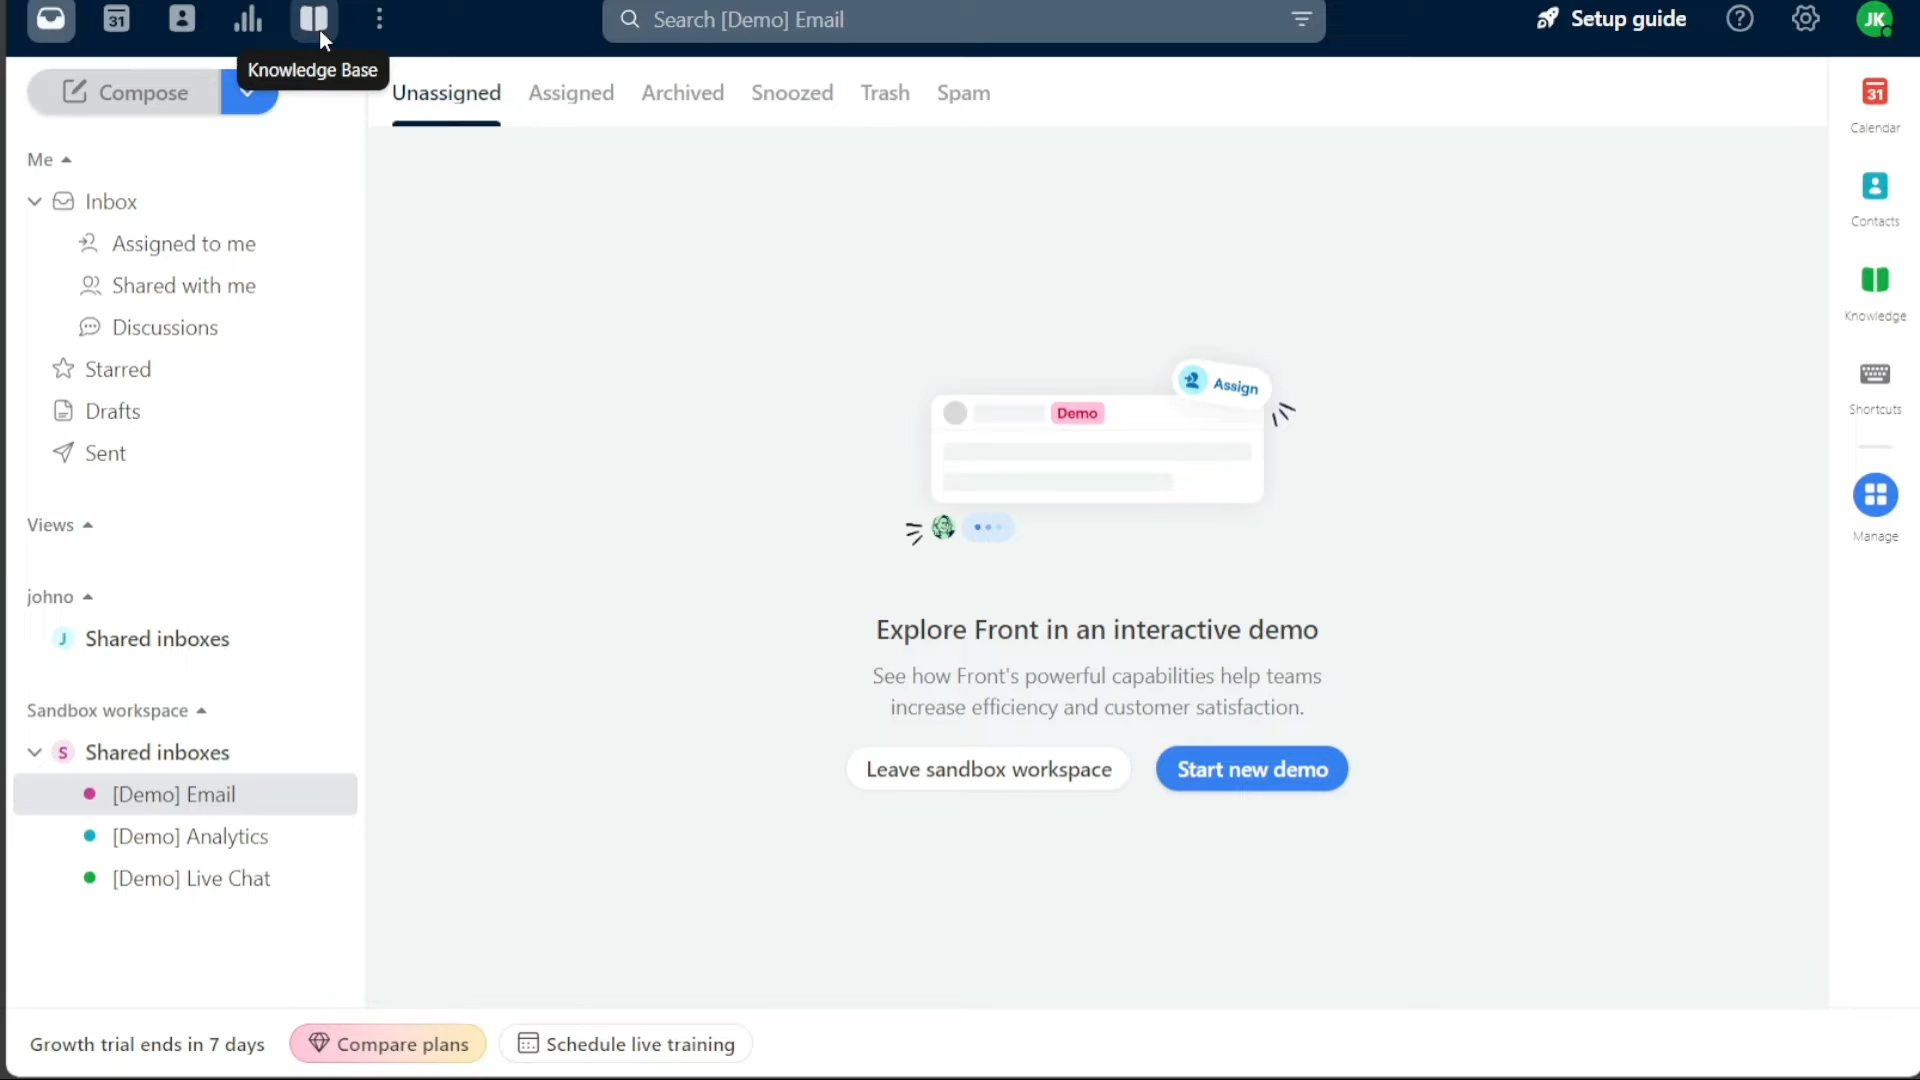 31
Search [Demo] Email
Setup guide
JK
Knowledge Base
Compose
Unassigned
Assigned
Archived
Snoozed
Trash
Spam
Me
Inbox
Assigned to me
Shared with me
Discussions
Starred
Drafts
Sent
Views
johno
J Shared inboxes
Sandbox workspace
S Shared inboxes
[Demo] Email
[Demo] Analytics
[Demo] Live Chat
Assign
Demo
Explore Front in an interactive demo
See how Front's powerful capabilities help teams
increase efficiency and customer satisfaction.
Leave sandbox workspace
Start new demo
31
Calendar
Contacts
Knowledge
Shortcuts
Manage
Growth trial ends in 7 days
Compare plans
Schedule live training